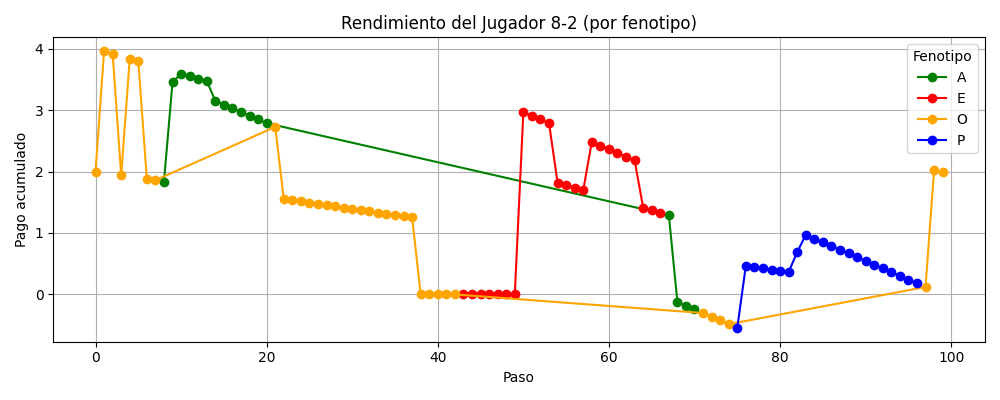 Rendimiento del Jugador 8-2 (por fenotipo)
Pago acumulado
4
3
2
1
0
Fenotipo
A
E
O
P
0 20 40 60 80 100
Paso